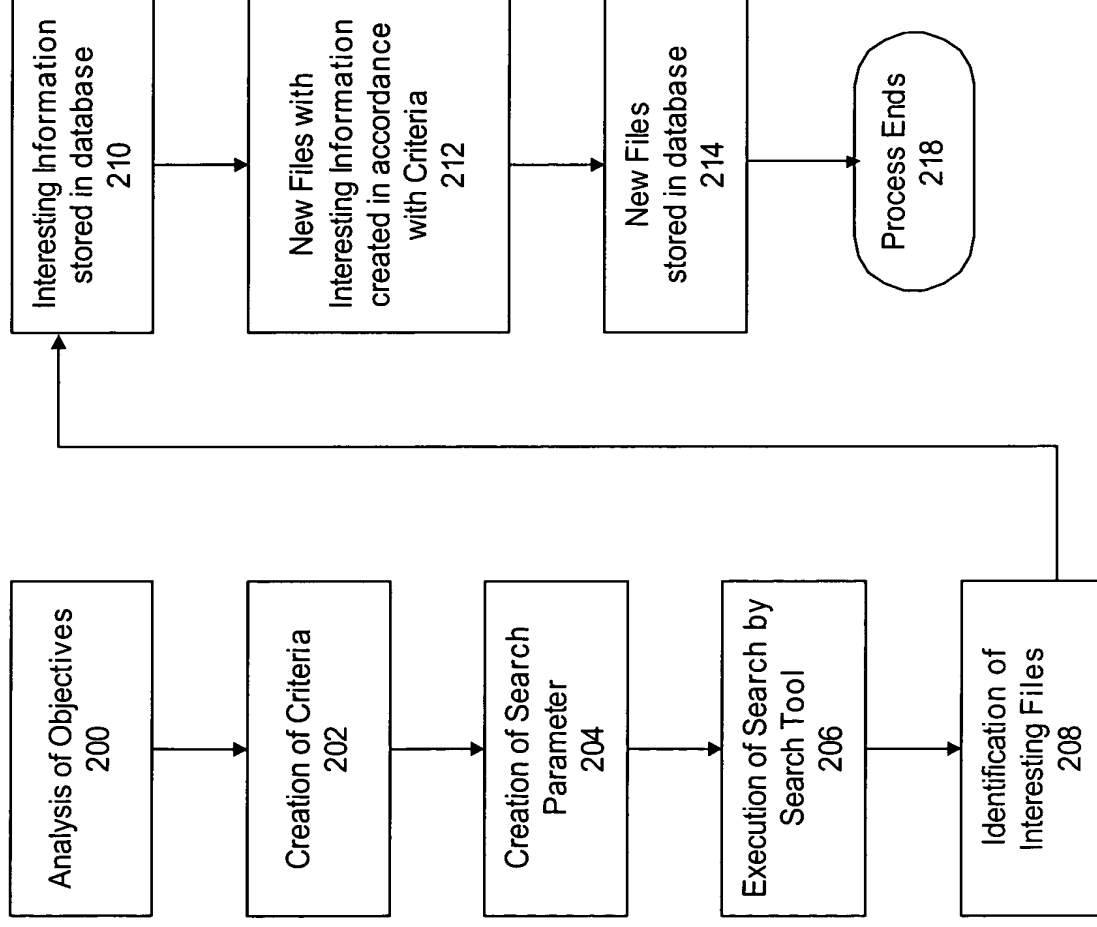 Analysis of Objectives
200
Creation of Criteria
202
Creation of Search
Parameter
204
Execution of Search by
Search Tool
206
Identification of
Interesting Files
208
Interesting Information
stored in database
210
New Files with
Interesting Information
created in accordance
with Criteria
212
New Files
stored in database
214
Process Ends
218